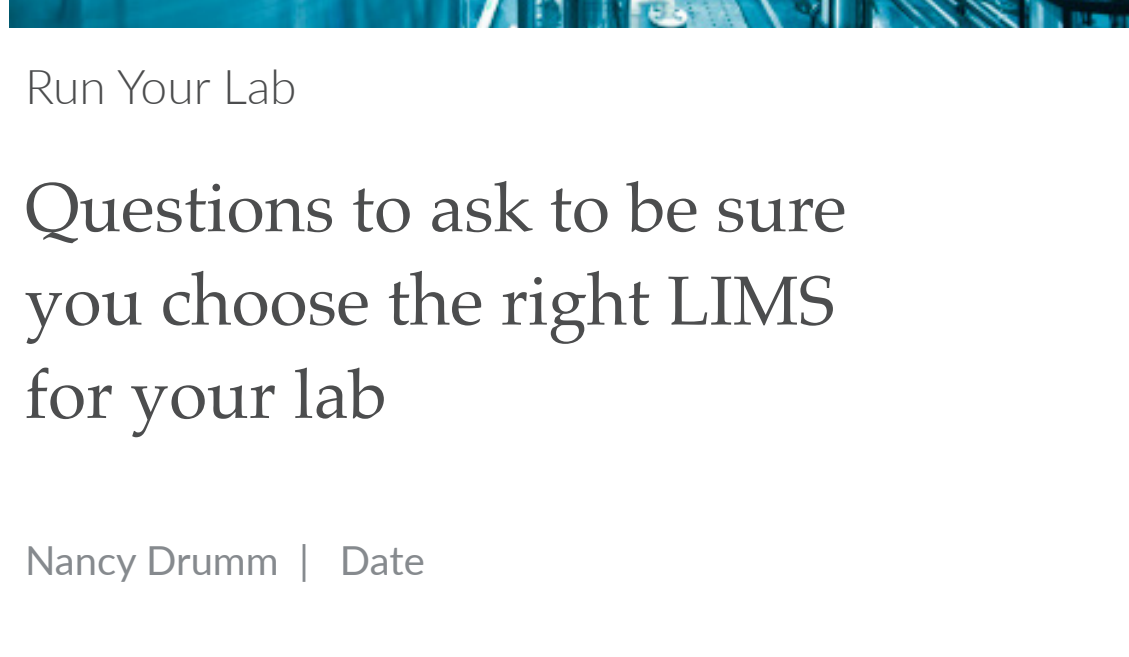 Run Your Lab
Questions to ask to be sure
you choose the right LIMS
for your lab
Nancy Drumm | Date